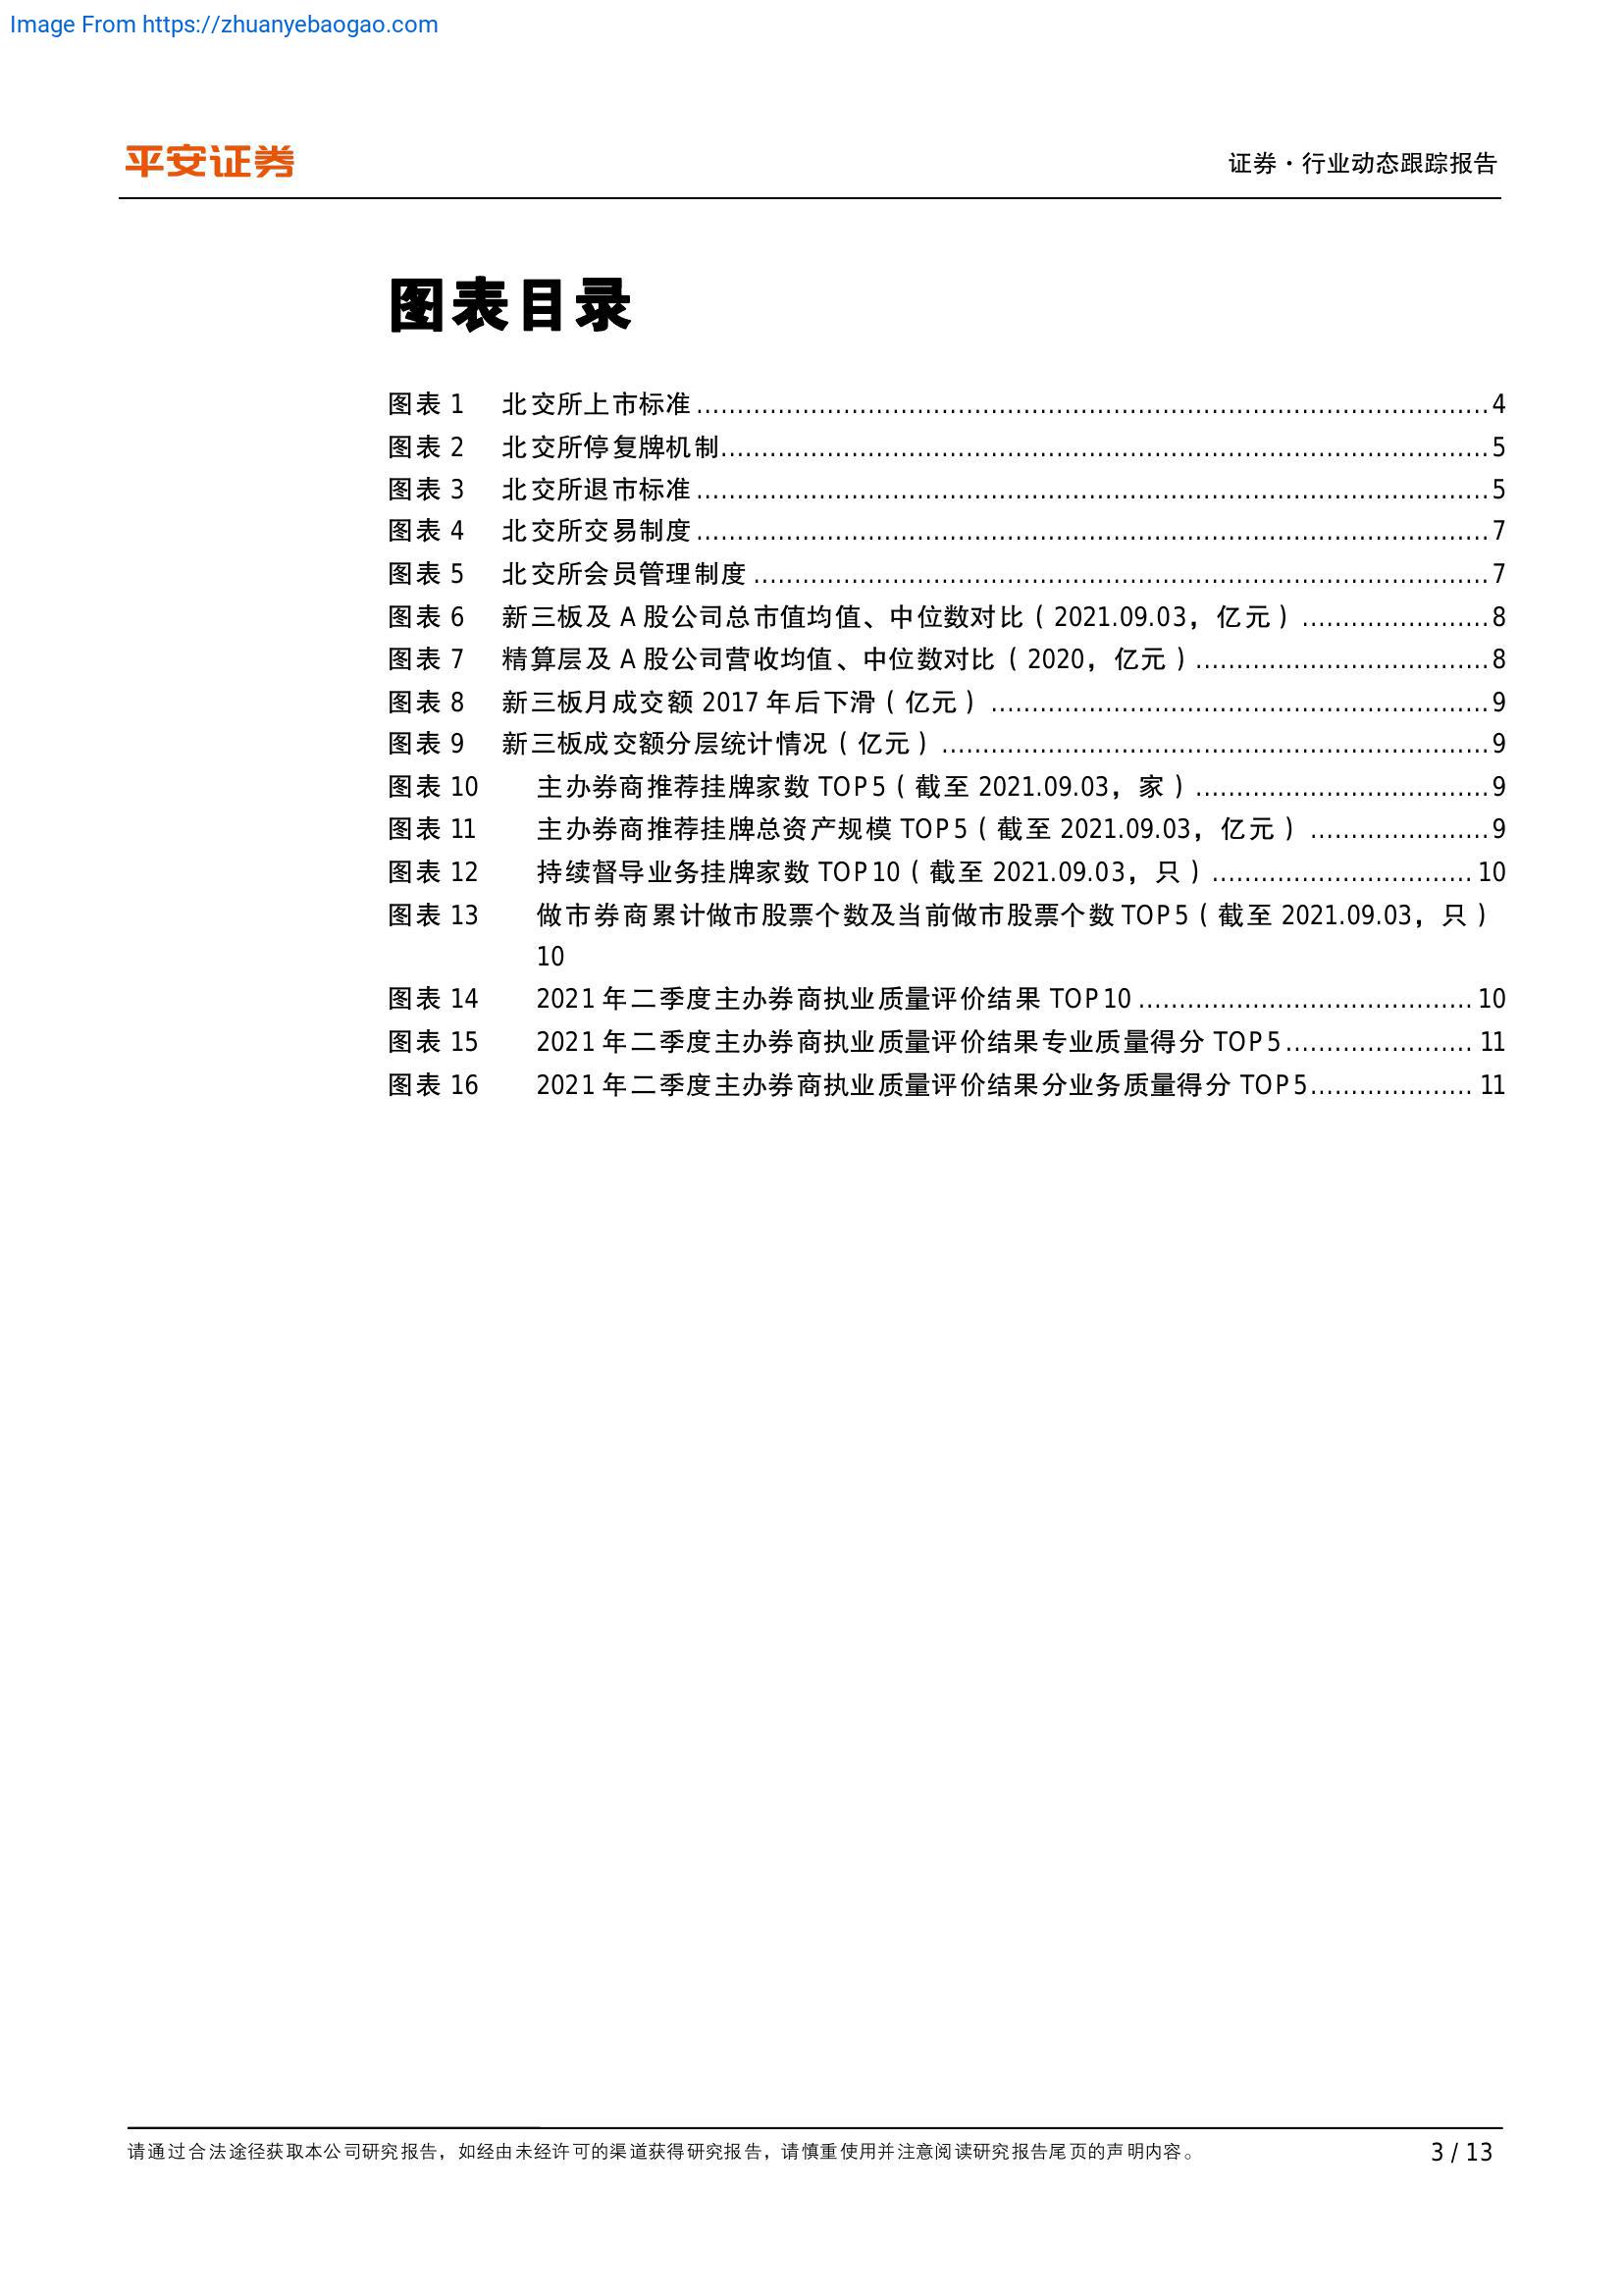 Image From https://zhuanyebaogao.com
平安证券
证券·行业动态跟踪报告
图表目录
图表 1 北交所上市标准........................................................................................................4
图表 2 北交所停复牌机制.....................................................................................................5
图表 3 北交所退市标准........................................................................................................5
图表 4 北交所交易制度........................................................................................................7
图表 5 北交所会员管理制度.................................................................................................7
图表 6 新三板及 A 股公司总市值均值、中位数对比（2021.09.03，亿元）.......................8
图表 7 精算层及 A 股公司营收均值、中位数对比（2020，亿元）....................................8
图表 8 新三板月成交额 2017 年后下滑（亿元）.............................................................9
图表 9 新三板成交额分层统计情况（亿元）...................................................................9
图表 10 主办券商推荐挂牌家数 TOP5（截至 2021.09.03，家）....................................9
图表 11 主办券商推荐挂牌总资产规模 TOP5（截至 2021.09.03，亿元）......................9
图表 12 持续督导业务挂牌家数 TOP10（截至 2021.09.03，只）................................10
图表 13 做市券商累计做市股票个数及当前做市股票个数 TOP5（截至 2021.09.03，只）
10
图表 14 2021 年二季度主办券商执业质量评价结果 TOP10.........................................10
图表 15 2021 年二季度主办券商执业质量评价结果专业质量得分 TOP5.......................11
图表 16 2021 年二季度主办券商执业质量评价结果分业务质量得分 TOP5....................11
请通过合法途径获取本公司研究报告，如经由未经许可的渠道获得研究报告，请慎重使用并注意阅读研究报告尾页的声明内容。
3 / 13